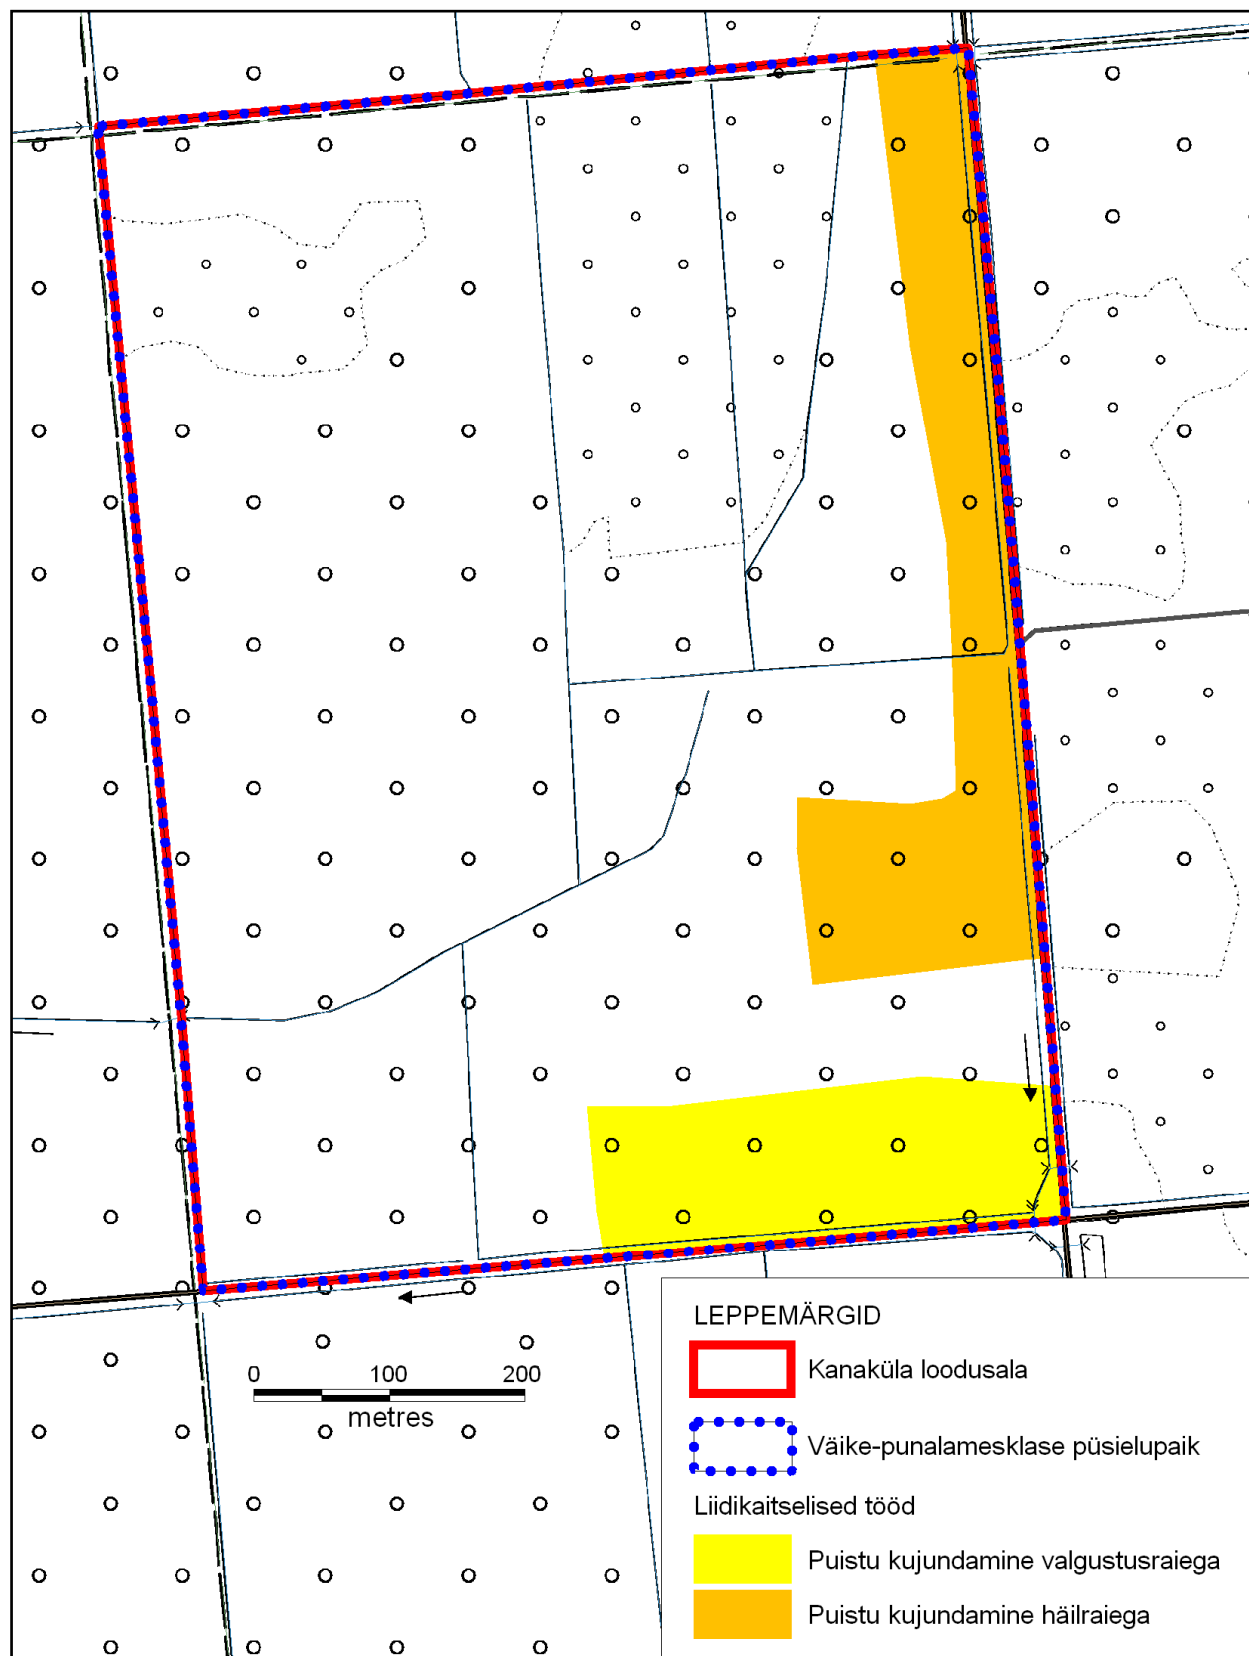 0 100 200
metres
LEPPEMÄRGID
Kanaküla loodusala
Väike-punalamesklase püsielupaik
Liidikaitselised tööd
Puistu kujundamine valgustusraiega
Puistu kujundamine häilraiega